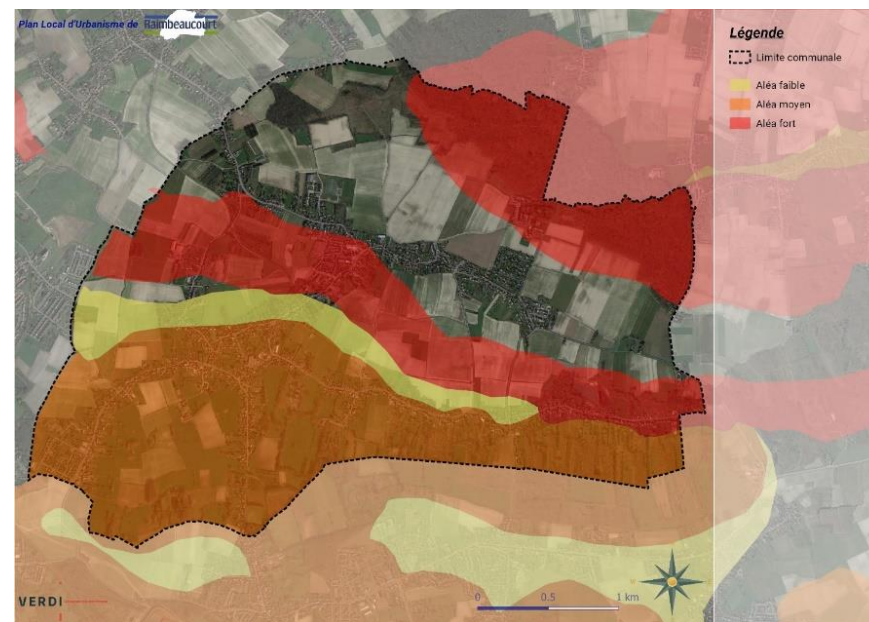 Plan Local d'Urbanisme de Raimbeaucourt
Légende
Limite communale
Aléa faible
Aléa moyen
Aléa fort
VERDI
0 0.5 1 km